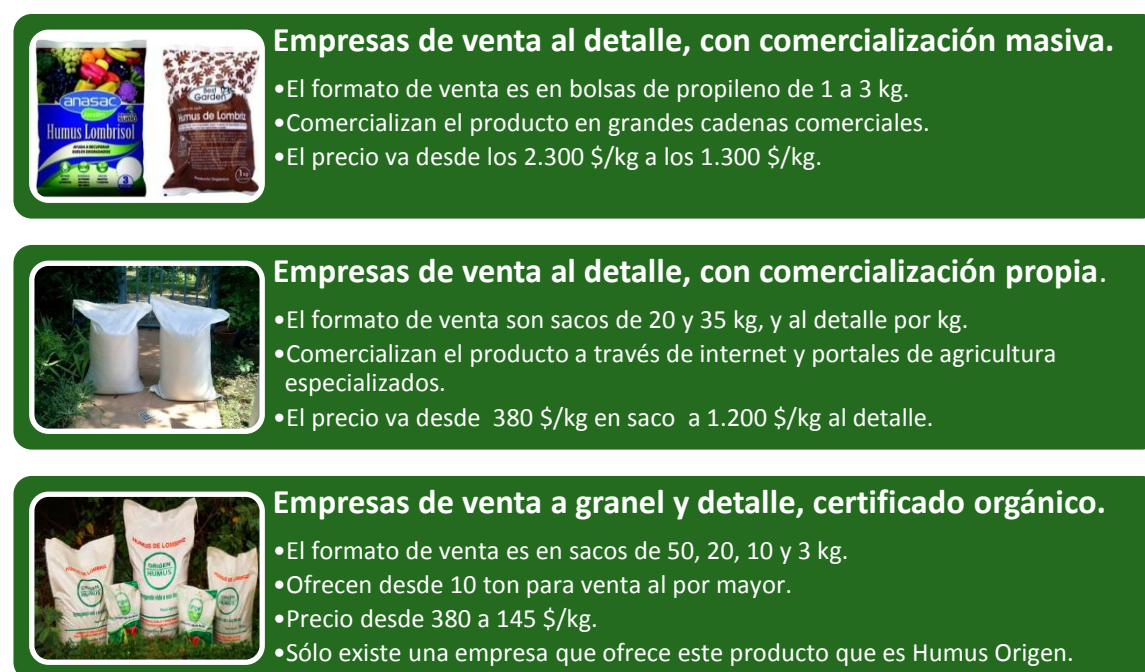 Empresas de venta al detalle, con comercialización masiva.
•El formato de venta es en bolsas de propileno de 1 a 3 kg.
•Comercializan el producto en grandes cadenas comerciales.
•El precio va desde los 2.300 $/kg a los 1.300 $/kg.
anasac
Humus Lombrisol
3
Best
Garden
Humus de Lombriz
1kg
Empresas de venta al detalle, con comercialización propia.
•El formato de venta son sacos de 20 y 35 kg, y al detalle por kg.
•Comercializan el producto a través de internet y portales de agricultura
especializados.
•El precio va desde 380 $/kg en saco a 1.200 $/kg al detalle.
Empresas de venta a granel y detalle, certificado orgánico.
•El formato de venta es en sacos de 50, 20, 10 y 3 kg.
•Ofrecen desde 10 ton para venta al por mayor.
•Precio desde 380 a 145 $/kg.
•Sólo existe una empresa que ofrece este producto que es Humus Origen.
HUMUS DE LOMBRIZ
ORIGEN
HUMUS